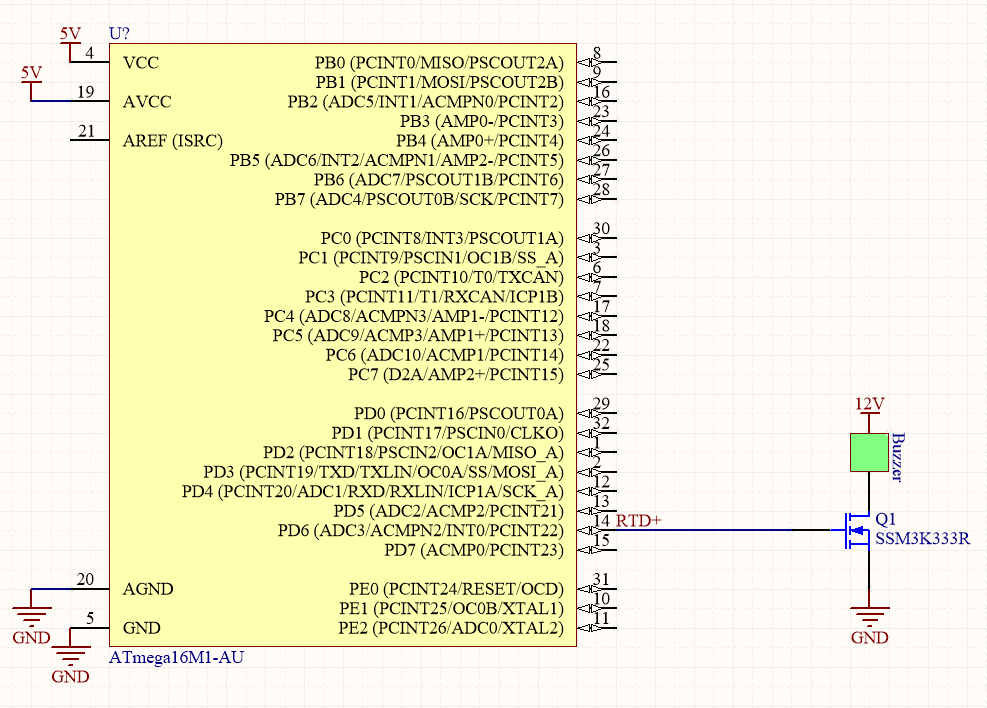 5V
U?
4 VCC PB0 (PCINT0/MISO/PSCOUT2A) 8
5V
PB1 (PCINT1/MOSI/PSCOUT2B) 9
19 AVCC PB2 (ADC5/INT1/ACMPN0/PCINT2) 16
PB3 (AMP0-/PCINT3) 23
21 AREF (ISRC) PB4 (AMP0+/PCINT4) 24
PB5 (ADC6/INT2/ACMPN1/AMP2-/PCINT5) 26
PB6 (ADC7/PSCOUT1B/PCINT6) 27
PB7 (ADC4/PSCOUT0B/SCK/PCINT7) 28
PC0 (PCINT8/INT3/PSCOUT1A) 30
PC1 (PCINT9/PSCIN1/OC1B/SS_A) 3
PC2 (PCINT10/T0/TXCAN) 6
PC3 (PCINT11/T1/RXCAN/ICP1B) 7
PC4 (ADC8/ACMPN3/AMP1-/PCINT12) 17
PC5 (ADC9/ACMP3/AMP1+/PCINT13) 18
PC6 (ADC10/ACMP1/PCINT14) 22
PC7 (D2A/AMP2+/PCINT15) 25
PD0 (PCINT16/PSCOUT0A) 29
PD1 (PCINT17/PSCIN0/CLKO) 32
PD2 (PCINT18/PSCIN2/OC1A/MISO_A) 1
PD3 (PCINT19/TXD/TXLIN/OC0A/SS/MOSI_A) 2
PD4 (PCINT20/ADC1/RXD/RXLIN/ICP1A/SCK_A) 12
PD5 (ADC2/ACMP2/PCINT21) 13
PD6 (ADC3/ACMPN2/INT0/PCINT22) 14 RTD+
PD7 (ACMP0/PCINT23) 15
20 AGND PE0 (PCINT24/RESET/OCD) 31
PE1 (PCINT25/OC0B/XTAL1) 10
5 GND PE2 (PCINT26/ADC0/XTAL2) 11
GND
GND
ATmega16M1-AU
12V
Buzzer
Q1
SSM3K333R
GND